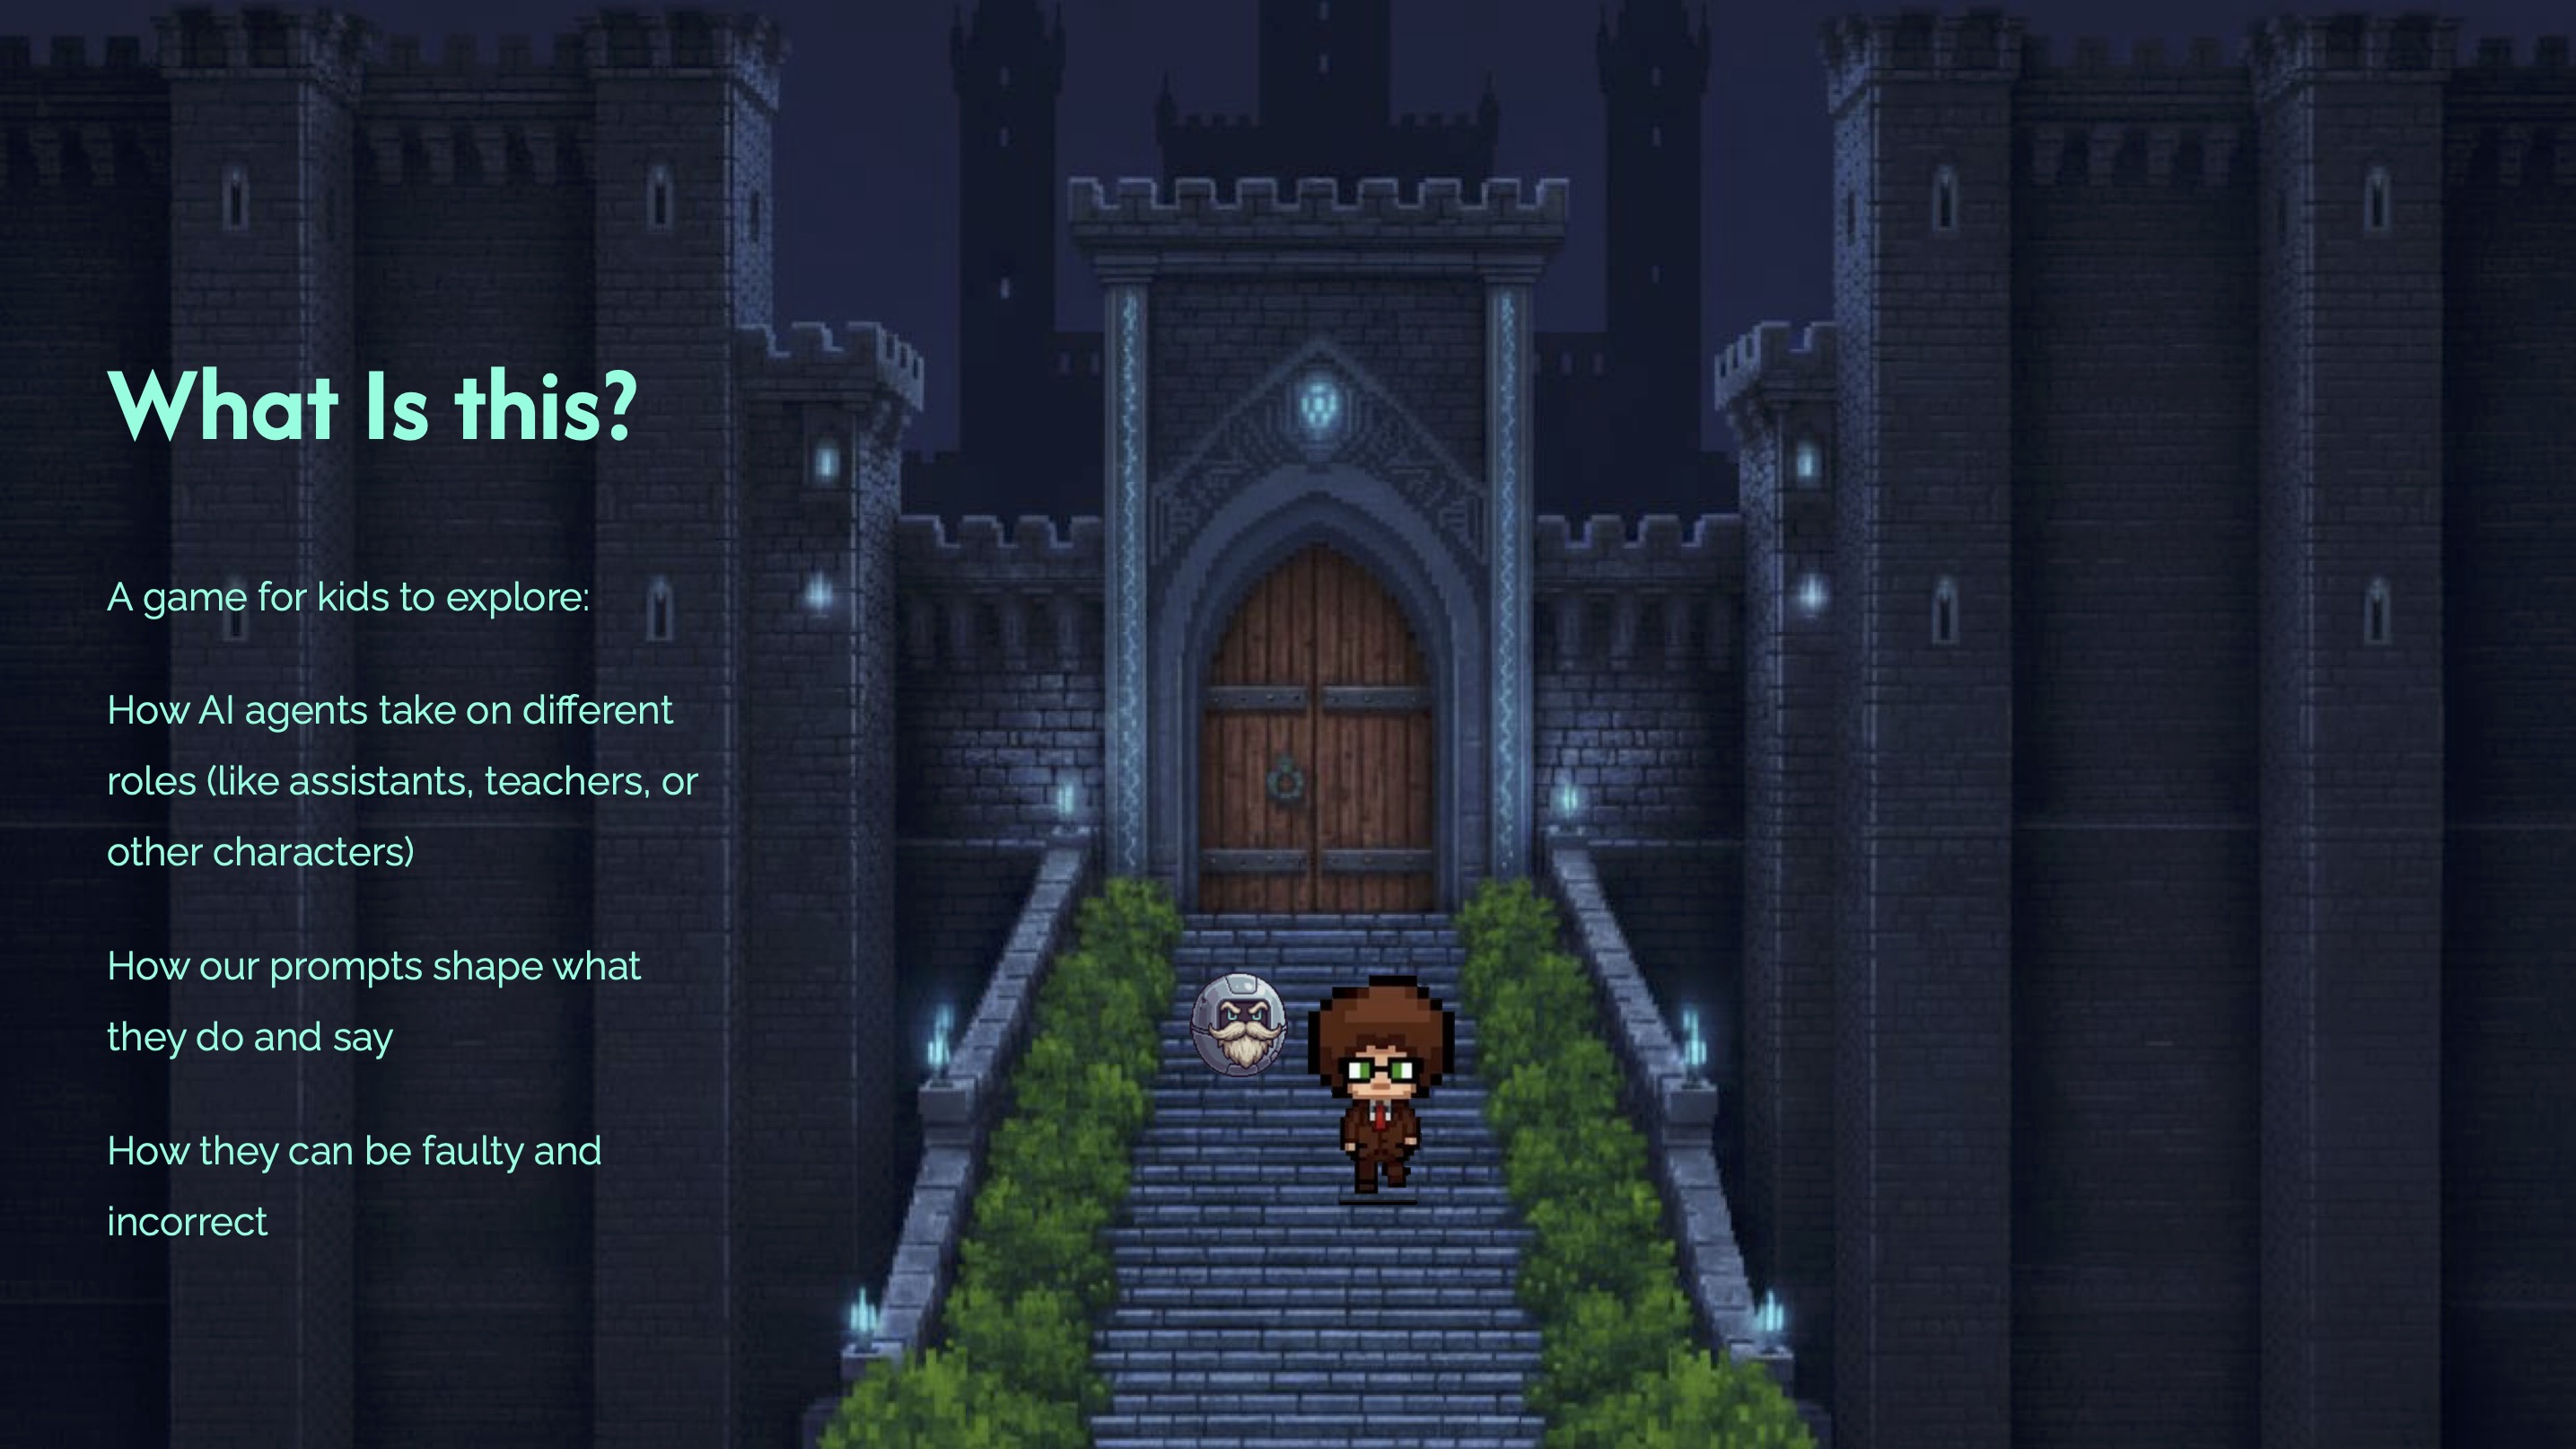 What Is this?
A game for kids to explore:
How AI agents take on different
roles (like assistants, teachers, or
other characters)
How our prompts shape what
they do and say
How they can be faulty and
incorrect